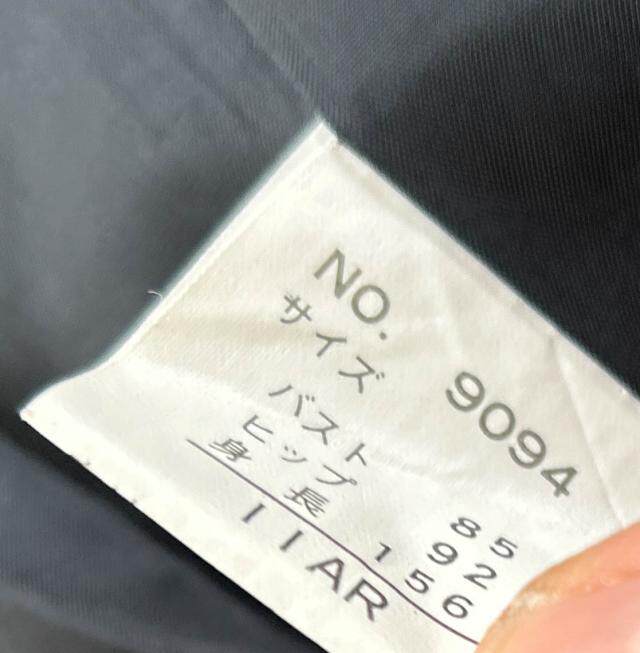 NO. 9094
サイズ
バスト 85
ヒップ 92
身長 156
11AR